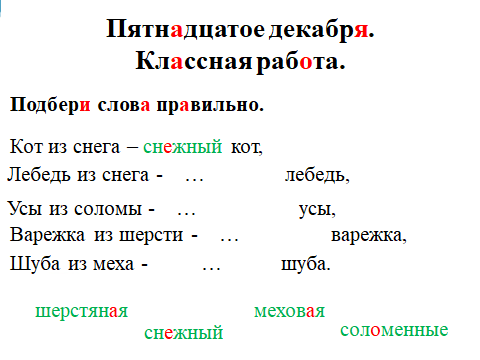 Пятнадцатое декабря.
Классная работа.
Подбери слова правильно.
Кот из снега – снежный кот,
Лебедь из снега - … лебедь,
Усы из соломы - … усы,
Варежка из шерсти - … варежка,
Шуба из меха - … шуба.
шерстяная меховая
снежный соломенные